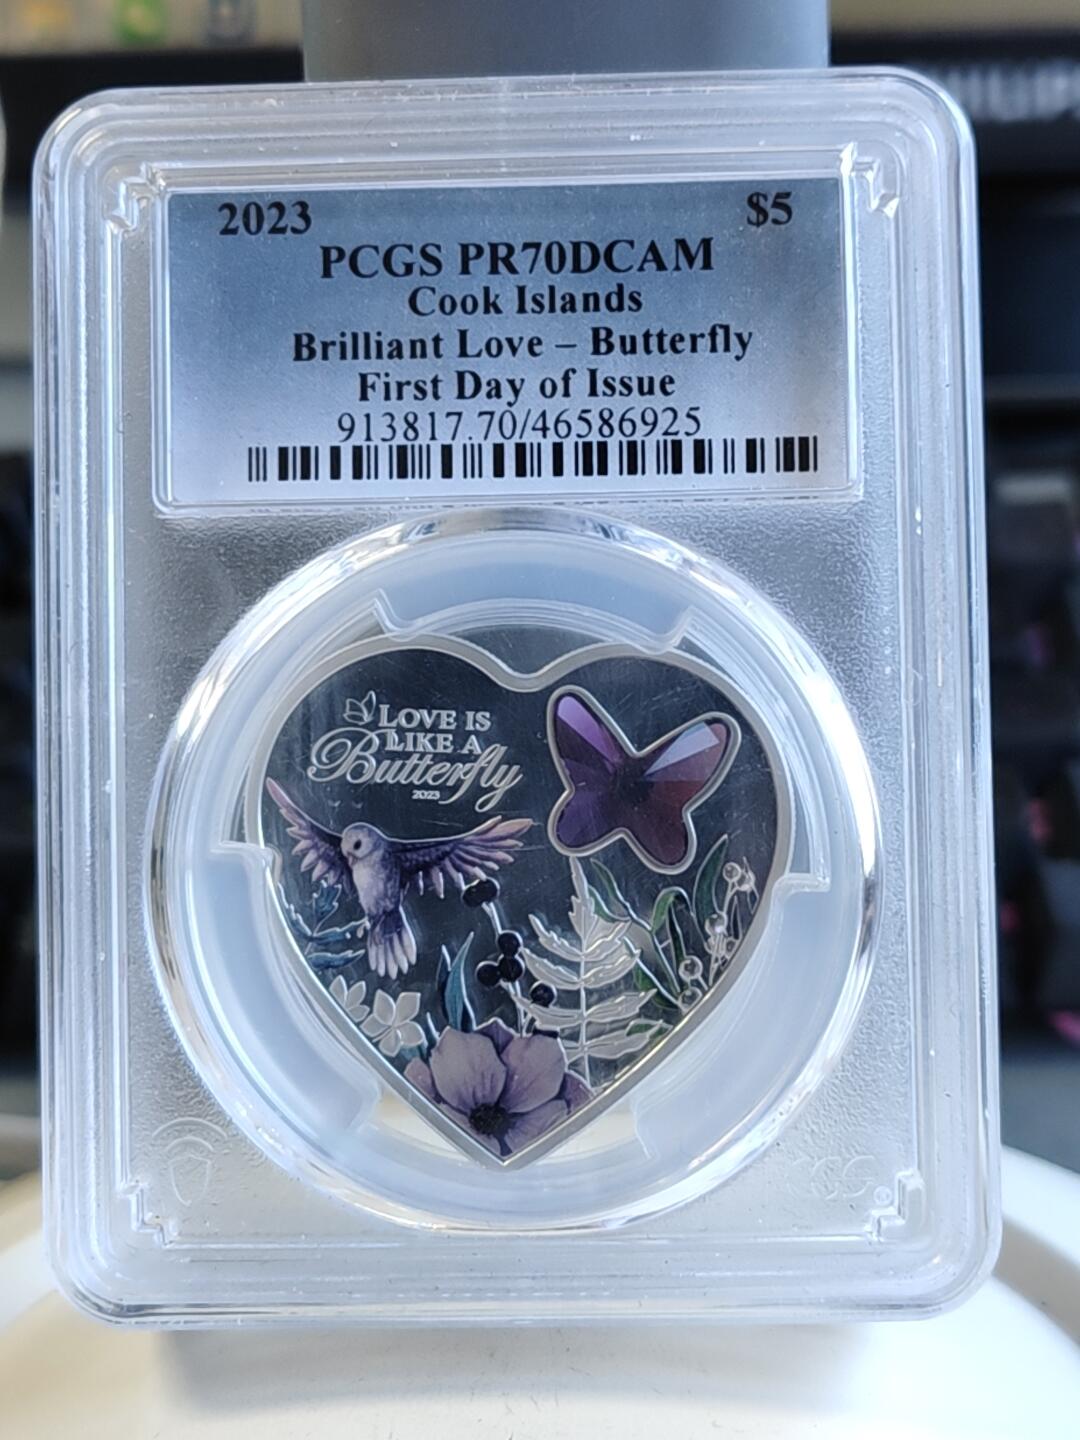 2023 $5
PCGS PR70DCAM
Cook Islands
Brilliant Love – Butterfly
First Day of Issue
913817.70/46586925
LOVE IS
LIKE A
Butterfly
2023